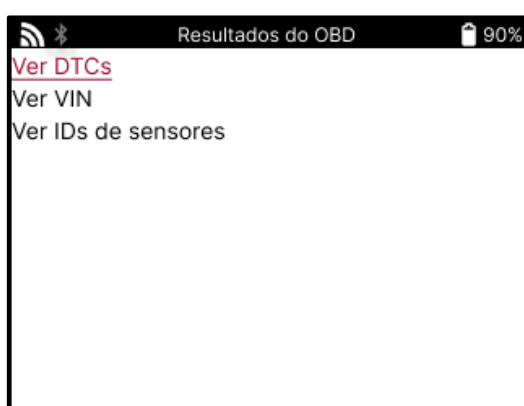 Resultados do OBD 90%
Ver DTCs
Ver VIN
Ver IDs de sensores